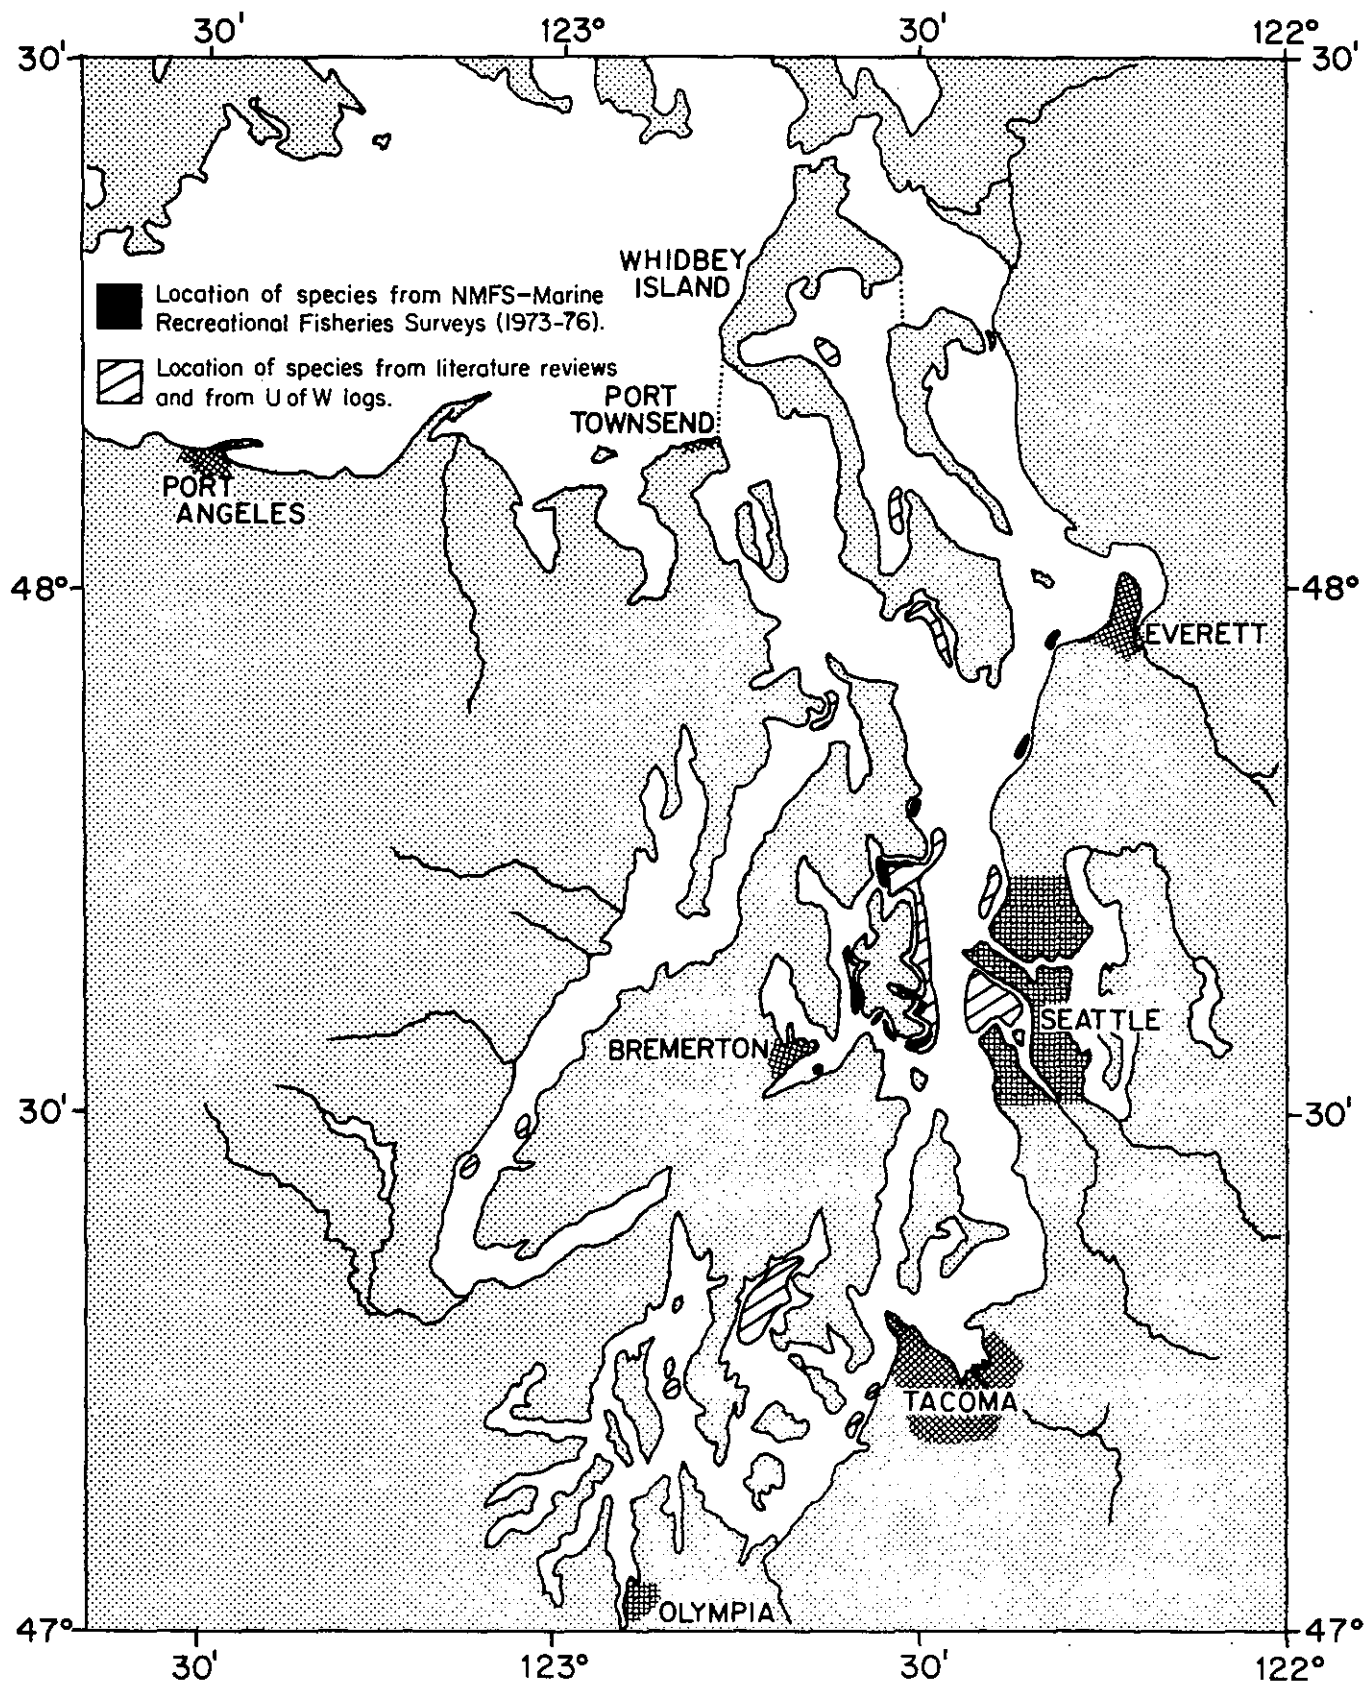 30'
123°
30'
122°
30'
30'
WHIDBEY
ISLAND
Location of species from NMFS-Marine
Recreational Fisheries Surveys (1973-76).
Location of species from literature reviews
and from U of W logs.
PORT
TOWNSEND
PORT
ANGELES
48°
48°
EVERETT
SEATTLE
BREMERTON
30'
30'
TACOMA
OLYMPIA
47°
47°
30'
123°
30'
122°